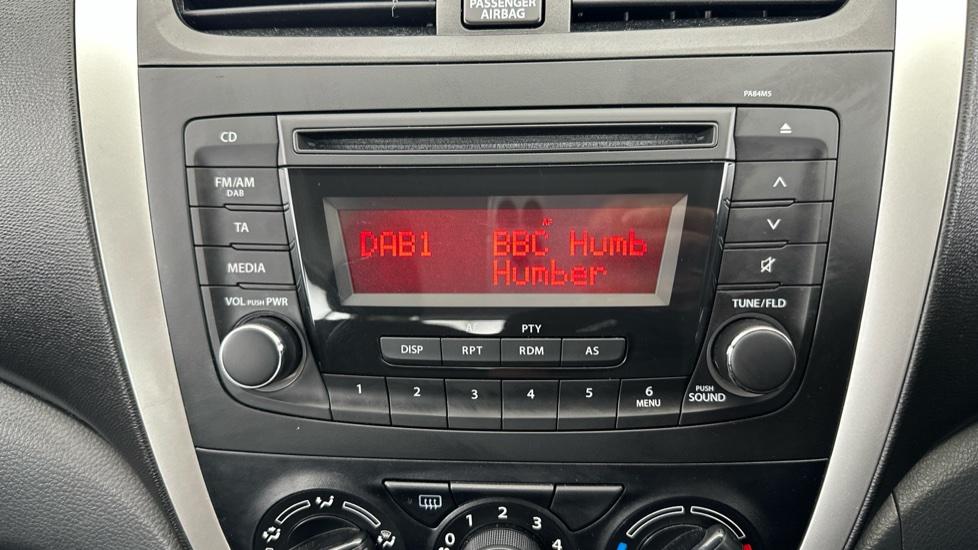 PASSENGER
AIRBAG
PA84M5
CD
FM/AM
DAB
TA
MEDIA
VOL PUSH PWR
AF
DAB1 BBC Humb
Humber
TUNE/FLD
AF PTY
DISP RPT RDM AS
1 2 3 4 5 6
MENU
PUSH
SOUND
0 1 2 3 4